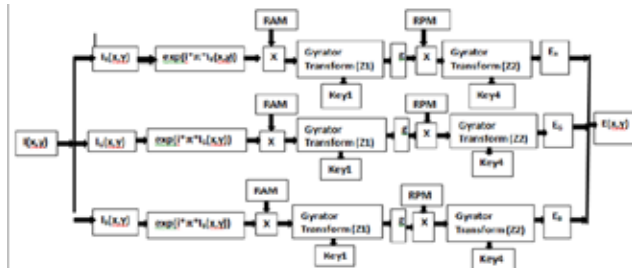 RAM
RPM
I(x,y)
exp(i*π*I(x,y))
X
Gyrator
Transform (Z1)
E
X
Gyrator
Transform (Z2)
Key1
Key4
RAM
RPM
I(x,y)
I(x,y)
exp(i*π*I(x,y))
X
Gyrator
Transform (Z1)
E
X
Gyrator
Transform (Z2)
E(x,y)
Key1
Key4
RAM
RPM
I(x,y)
exp(i*π*I(x,y))
X
Gyrator
Transform (Z1)
E
X
Gyrator
Transform (Z2)
Key1
Key4